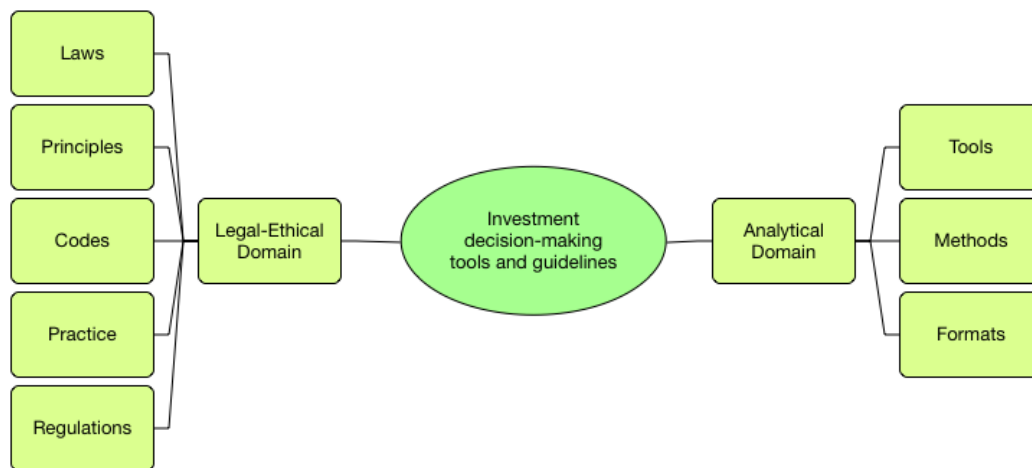 Laws
Principles
Codes
Practice
Regulations
Legal-Ethical
Domain
Investment
decision-making
tools and guidelines
Analytical
Domain
Tools
Methods
Formats